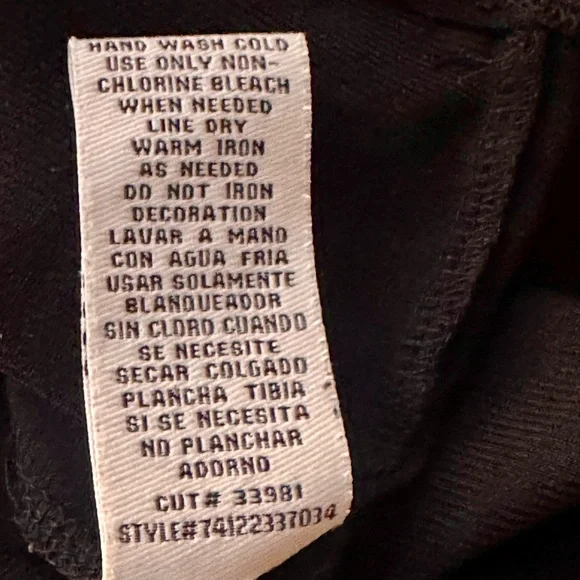 HAND WASH COLD
USE ONLY NON-
CHLORINE BLEACH
WHEN NEEDED
LINE DRY
WARM IRON
AS NEEDED
DO NOT IRON
DECORATION
LAVAR A MANO
CON AGUA FRIA
USAR SOLAMENTE
BLANQUEADOR
SIN CLORO CUANDO
SE NECESITE
SECAR COLGADO
PLANCHA TIBIA
SI SE NECESITA
NO PLANCHAR
ADORNO
CUT# 33981
STYLE#74122337034